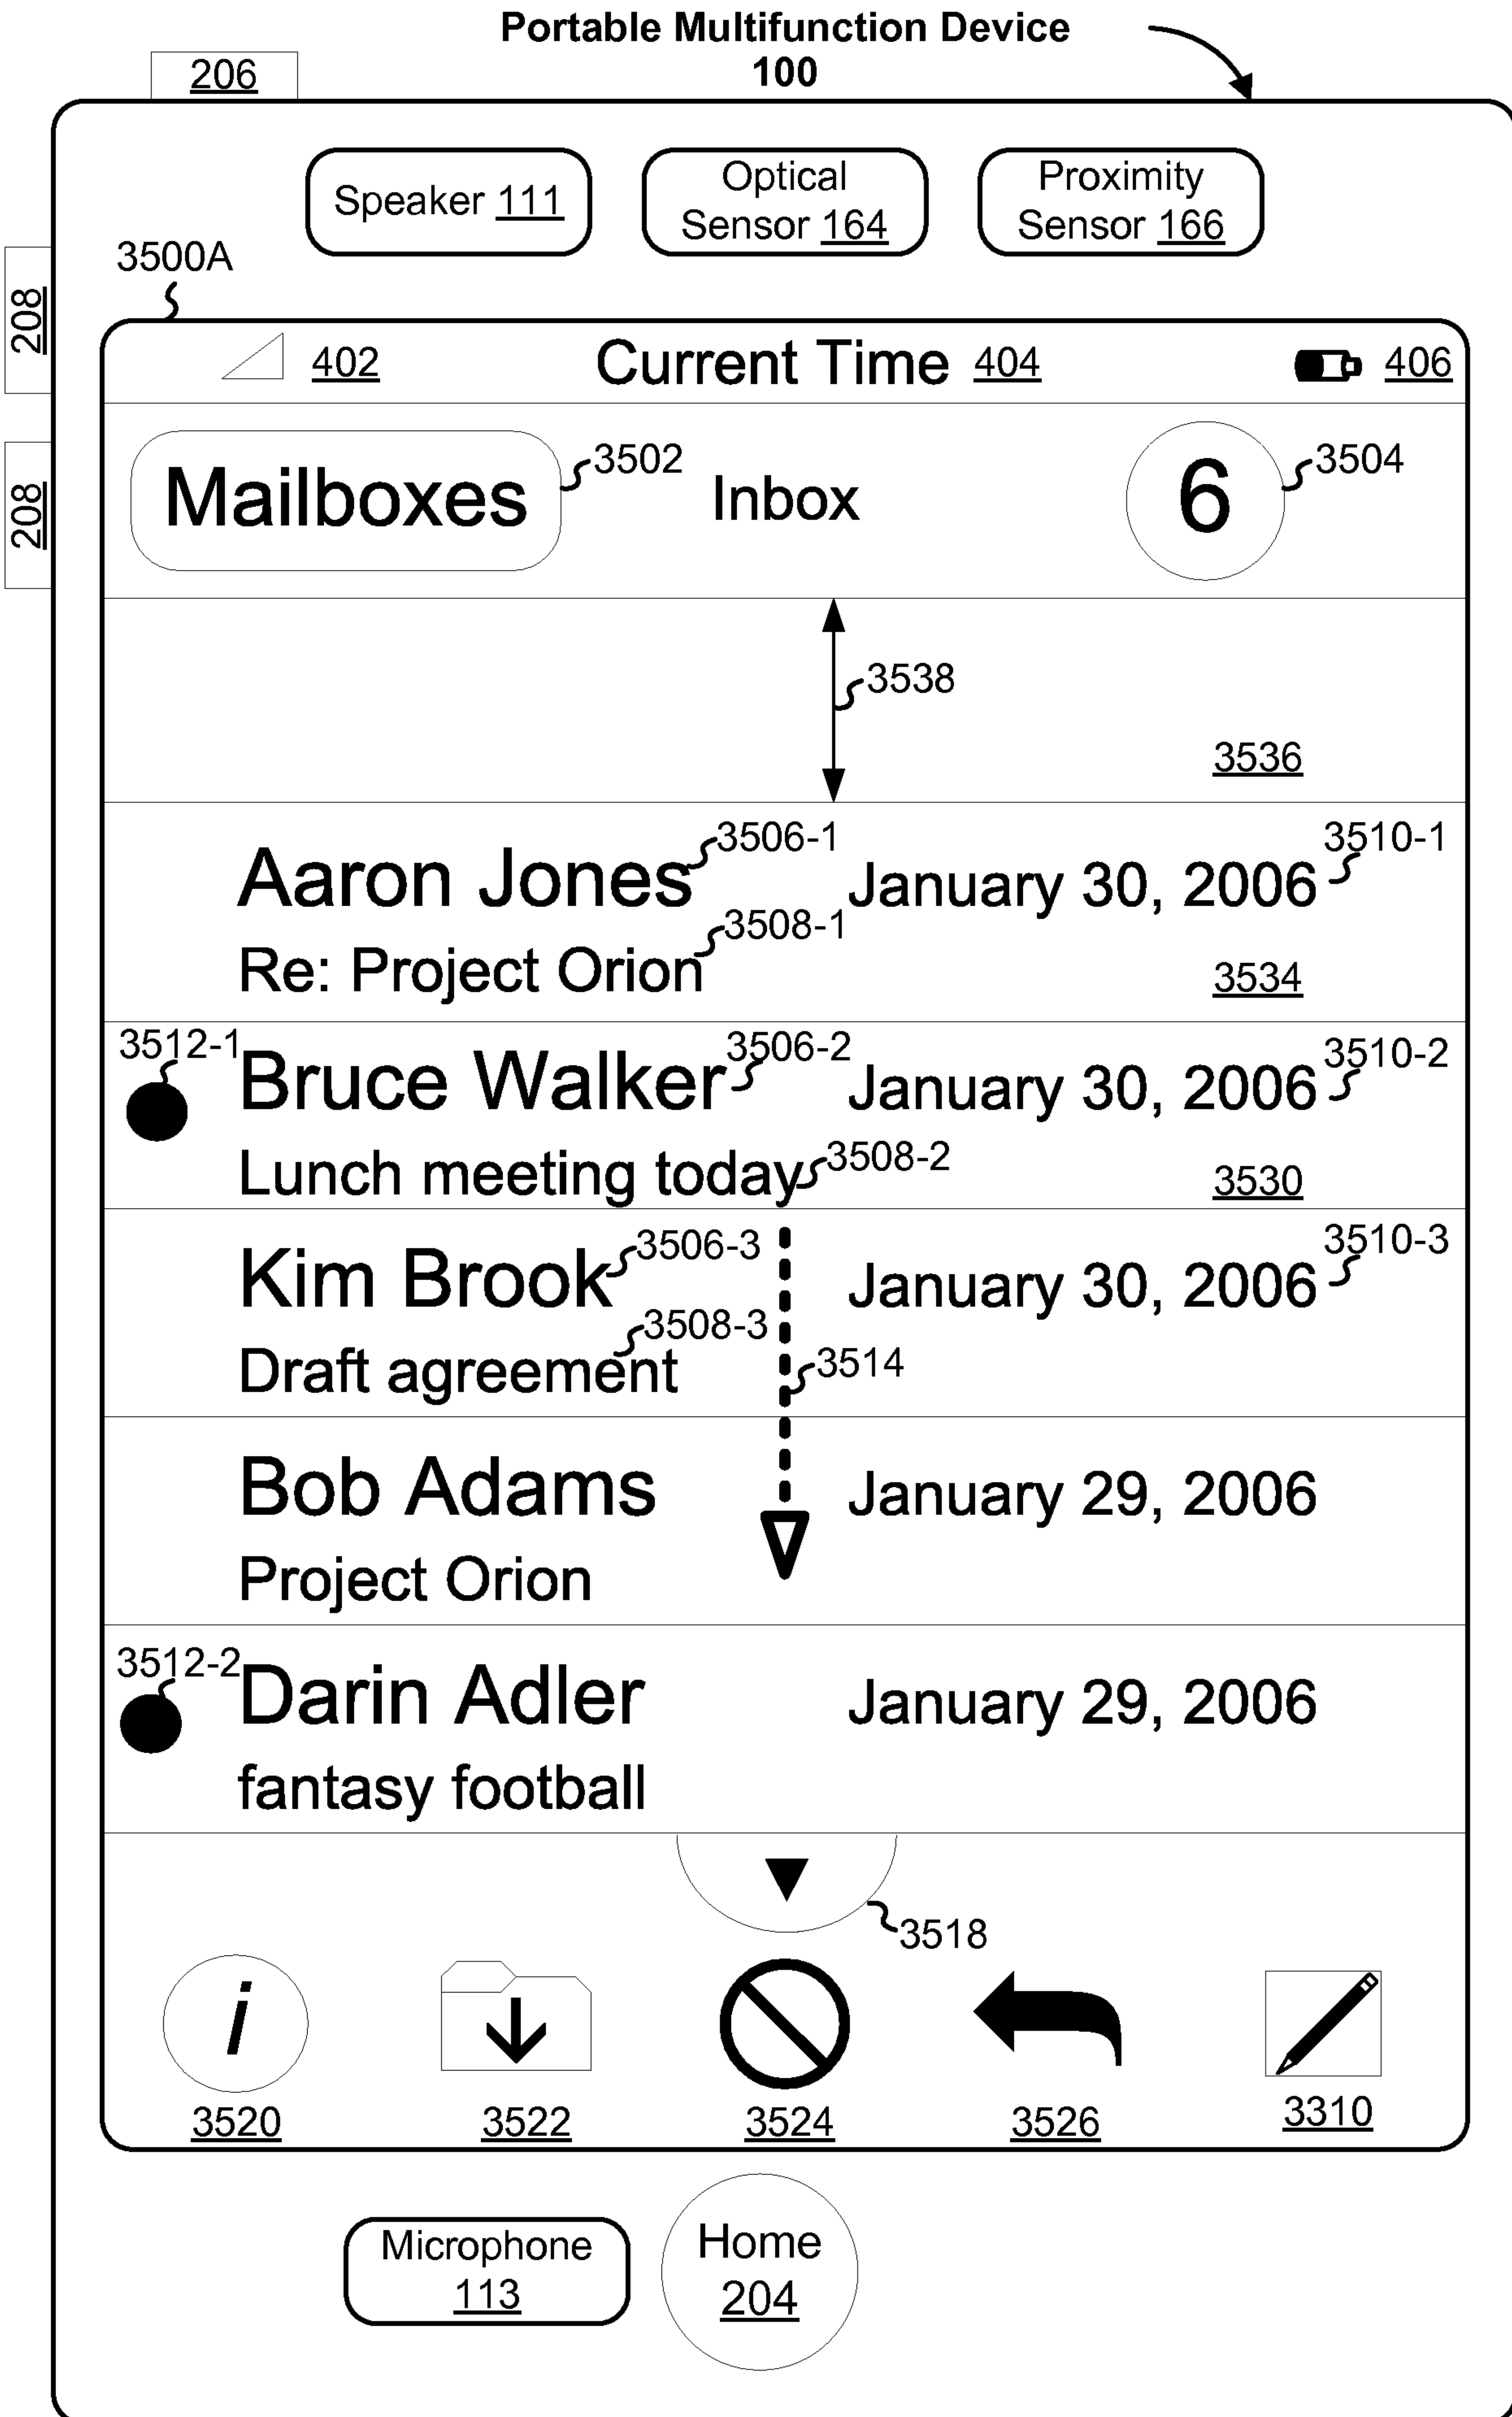 Portable Multifunction Device
100
206
Speaker 111
Optical
Sensor 164
Proximity
Sensor 166
3500A
208
208
402
Current Time 404
406
Mailboxes
3502
Inbox
6
3504
3538
3536
Aaron Jones
3506-1
January 30, 2006
3510-1
Re: Project Orion
3508-1
3534
3512-1
Bruce Walker
3506-2
January 30, 2006
3510-2
Lunch meeting today
3508-2
3530
Kim Brook
3506-3
January 30, 2006
3510-3
Draft agreement
3508-3
3514
Bob Adams
January 29, 2006
Project Orion
3512-2
Darin Adler
January 29, 2006
fantasy football
3518
i
3520
3522
3524
3526
3310
Microphone
113
Home
204